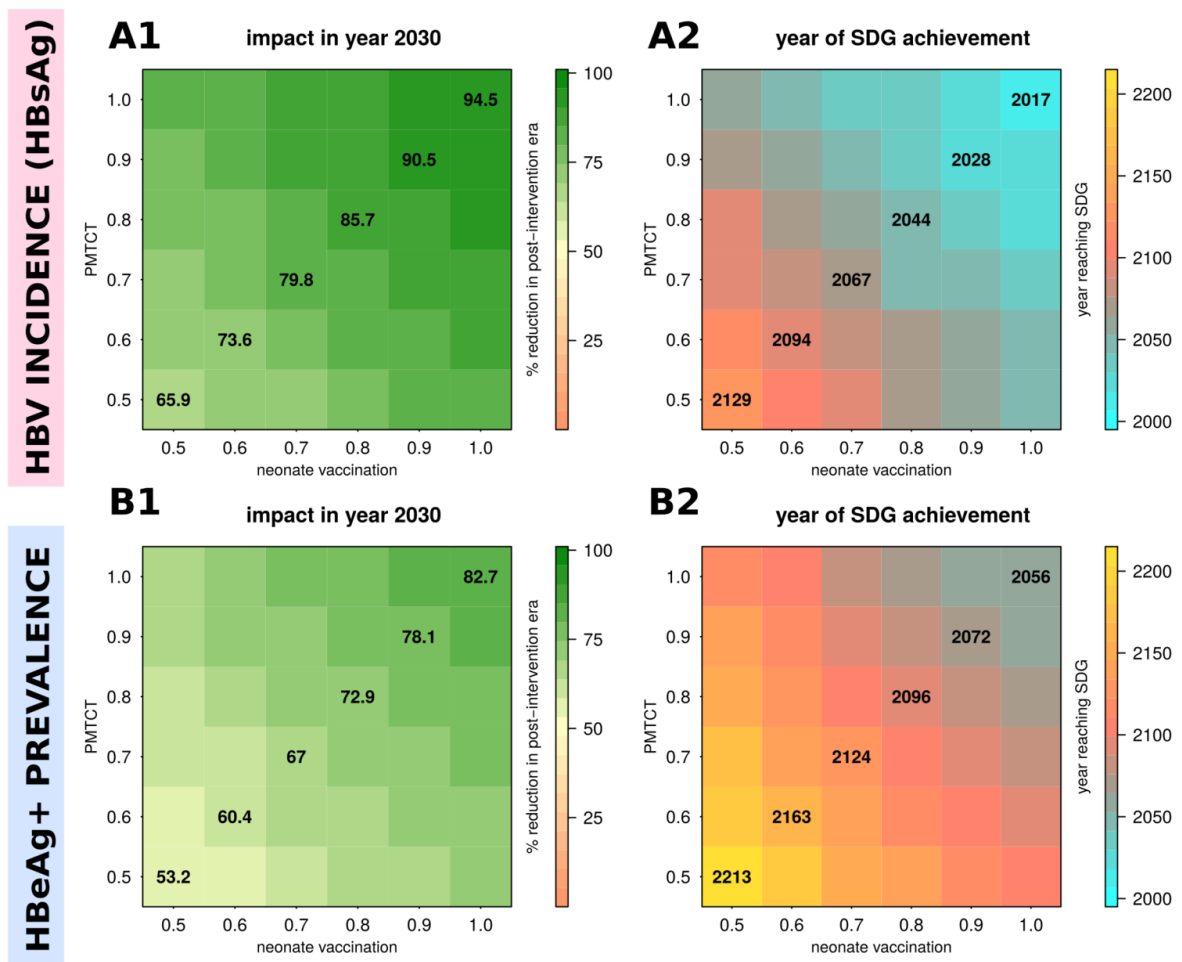 HBV INCIDENCE (HBsAg)
A1
impact in year 2030
PMTCT
1.0
0.9
0.8
0.7
0.6
0.5
94.5
90.5
85.7
79.8
73.6
65.9
0.5 0.6 0.7 0.8 0.9 1.0
neonate vaccination
% reduction in post−intervention era
100
75
50
25
A2
year of SDG achievement
PMTCT
1.0
0.9
0.8
0.7
0.6
0.5
2017
2028
2044
2067
2094
2129
0.5 0.6 0.7 0.8 0.9 1.0
neonate vaccination
year reaching SDG
2200
2150
2100
2050
2000
HBeAg+ PREVALENCE
B1
impact in year 2030
PMTCT
1.0
0.9
0.8
0.7
0.6
0.5
82.7
78.1
72.9
67
60.4
53.2
0.5 0.6 0.7 0.8 0.9 1.0
neonate vaccination
% reduction in post−intervention era
100
75
50
25
B2
year of SDG achievement
PMTCT
1.0
0.9
0.8
0.7
0.6
0.5
2056
2072
2096
2124
2163
2213
0.5 0.6 0.7 0.8 0.9 1.0
neonate vaccination
year reaching SDG
2200
2150
2100
2050
2000